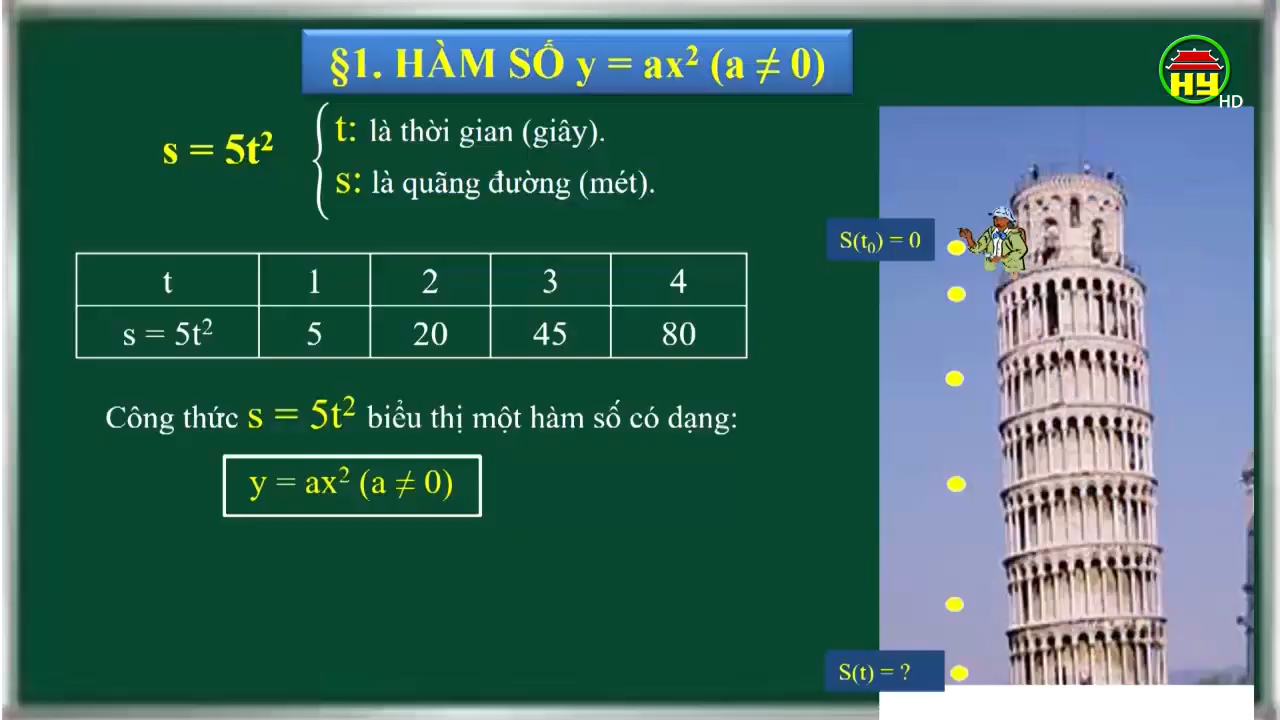 §1. HÀM SỐ y = ax² (a ≠ 0)
HY
HD
s = 5t²
t: là thời gian (giây).
s: là quãng đường (mét).
S(t₀) = 0
t 1 2 3 4
s = 5t² 5 20 45 80
Công thức s = 5t² biểu thị một hàm số có dạng:
y = ax² (a ≠ 0)
S(t) = ?